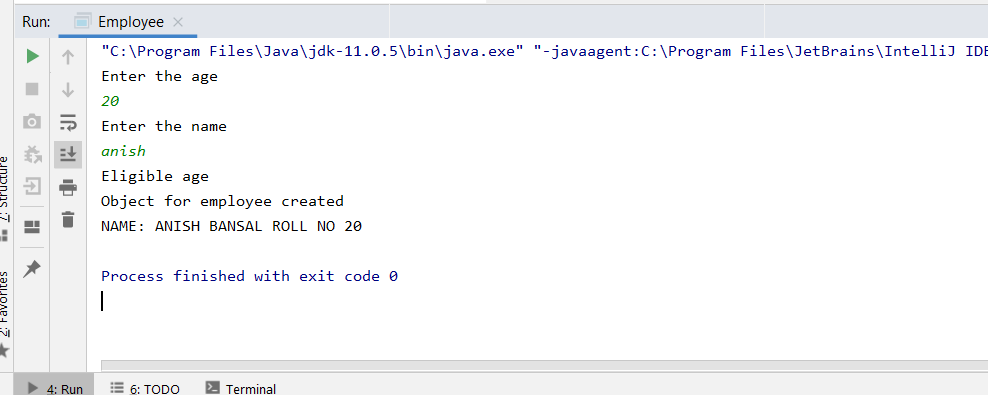 Run: Employee
"C:\Program Files\Java\jdk-11.0.5\bin\java.exe" "-javaagent:C:\Program Files\JetBrains\IntelliJ IDE
Enter the age
20
Enter the name
anish
Eligible age
Object for employee created
NAME: ANISH BANSAL ROLL NO 20
Process finished with exit code 0
7: Structure
2: Favorites
4: Run 6: TODO Terminal